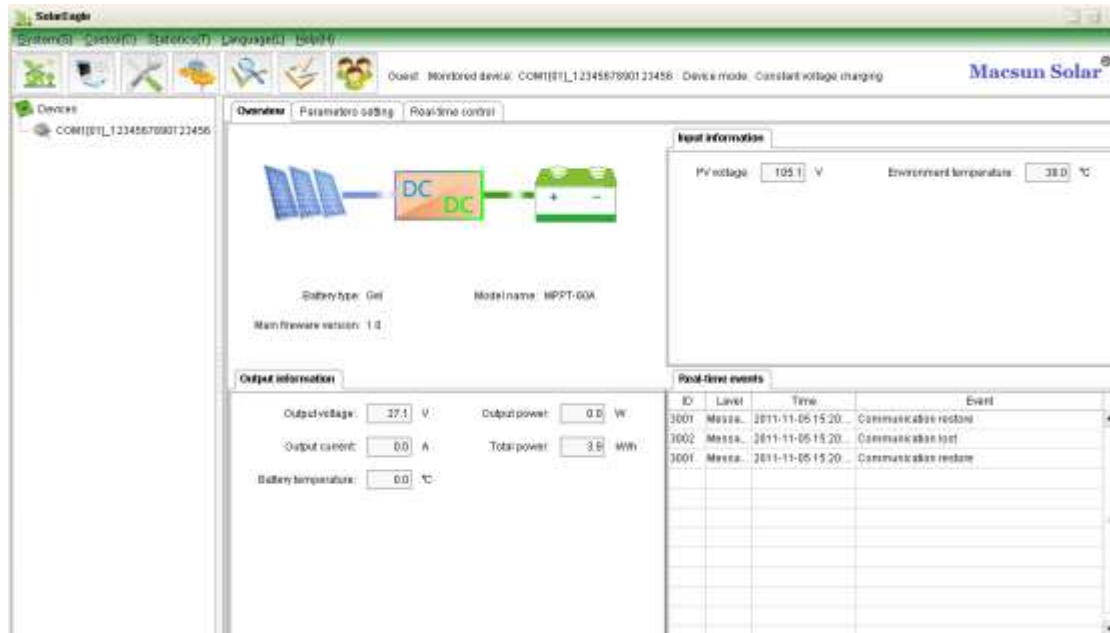 SolarEagle
System(S) Control(C) Statistics(T) Language(L) Help(H)
Guest Monitored device: COM1[01]_1234567890123456 Device mode: Constant voltage charging
Macsun Solar®
Devices
COM1[01]_1234567890123456
Overview Parameters setting Real-time control
DC
DC
+ −
Battery type: Gel Model name: MPPT-60A
Main firmware version: 1.0
Input information
PV voltage: 105.1 V Environment temperature: 38.0 ℃
Output information
Output voltage: 27.1 V Output power: 0.0 W
Output current: 0.0 A Total power: 3.9 kWh
Battery temperature: 0.0 ℃
Real-time events
ID Level Time Event
3001 Messa... 2011-11-05 15:20... Communication restore
3002 Messa... 2011-11-05 15:20... Communication lost
3001 Messa... 2011-11-05 15:20... Communication restore